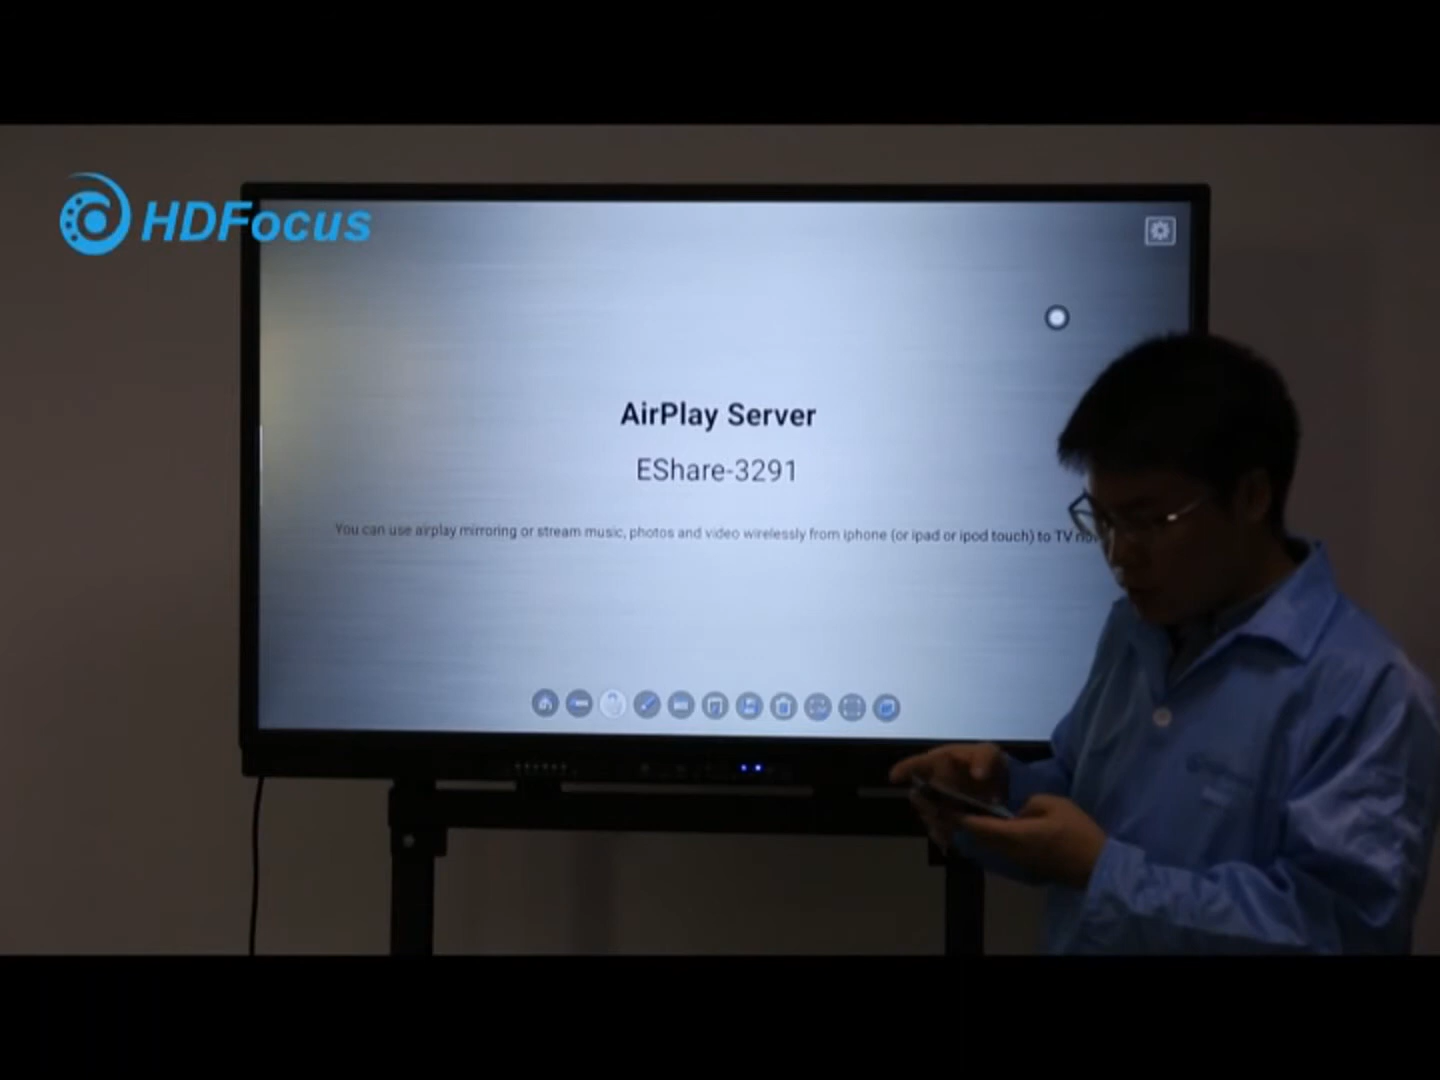 HDFocus
AirPlay Server
EShare-3291
You can use airplay mirroring or stream music, photos and video wirelessly from iphone (or ipad or ipod touch) to TV